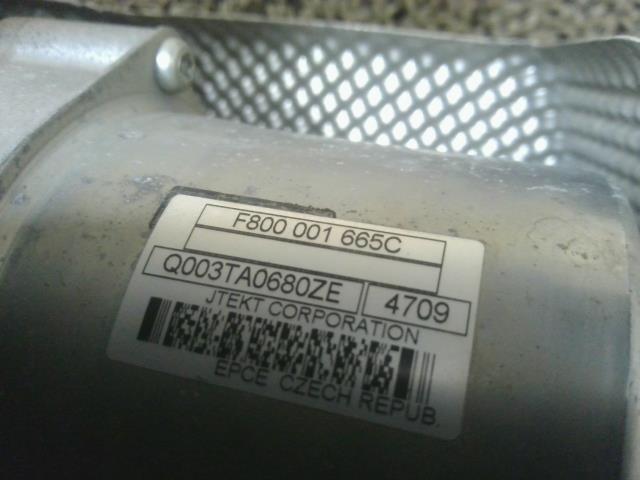 F800 001 665C
Q003TA0680ZE 4709
JTEKT CORPORATION
EPCE CZECH REPUB.